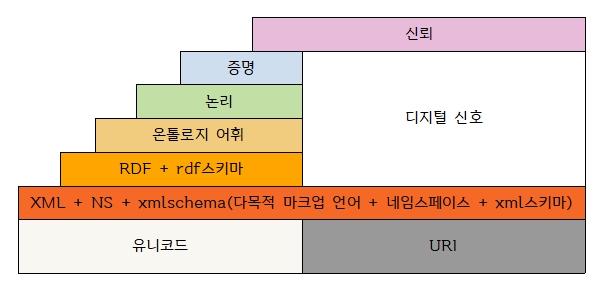 신뢰
증명
논리
디지털 신호
온톨로지 어휘
RDF + rdf스키마
XML + NS + xmlschema(다목적 마크업 언어 + 네임스페이스 + xml스키마)
유니코드
URI